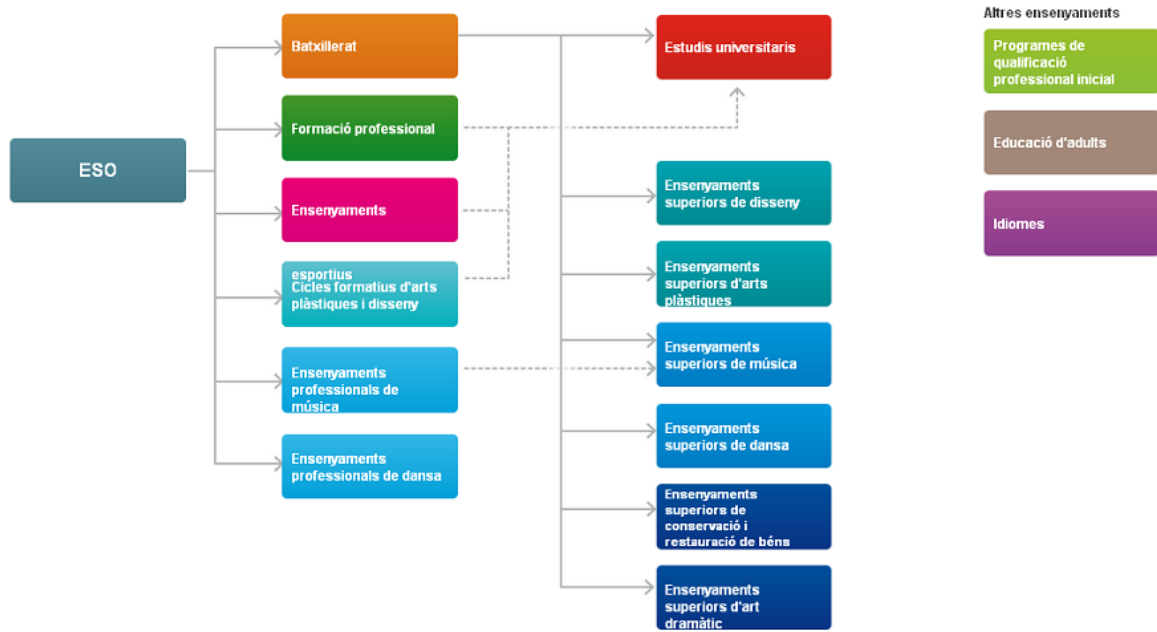 ESO
Batxillerat
Formació professional
Ensenyaments
esportius
Cicles formatius d'arts
plàstiques i disseny
Ensenyaments
professionals de
música
Ensenyaments
professionals de dansa
Estudis universitaris
Ensenyaments
superiors de disseny
Ensenyaments
superiors d'arts
plàstiques
Ensenyaments
superiors de música
Ensenyaments
superiors de dansa
Ensenyaments
superiors de
conservació i
restauració de béns
Ensenyaments
superiors d'art
dramàtic
Altres ensenyaments
Programes de
qualificació
professional inicial
Educació d'adults
Idiomes